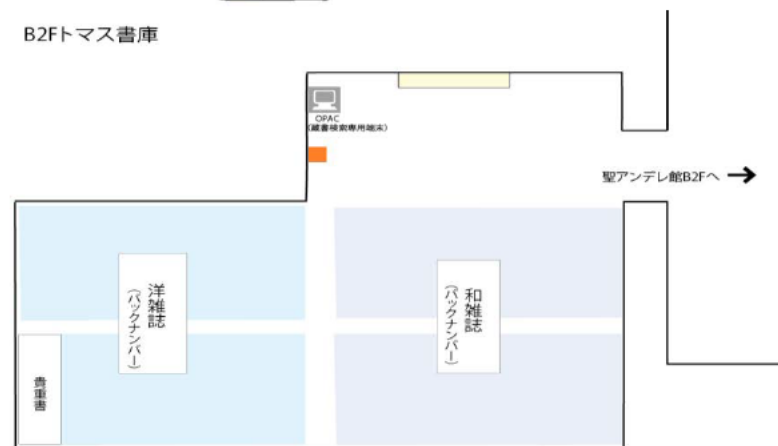 B2Fトマス書庫
OPAC
(蔵書検索専用端末)
聖アンデレ館B2Fへ →
洋雑誌
(バックナンバー)
和雑誌
(バックナンバー)
貴重書